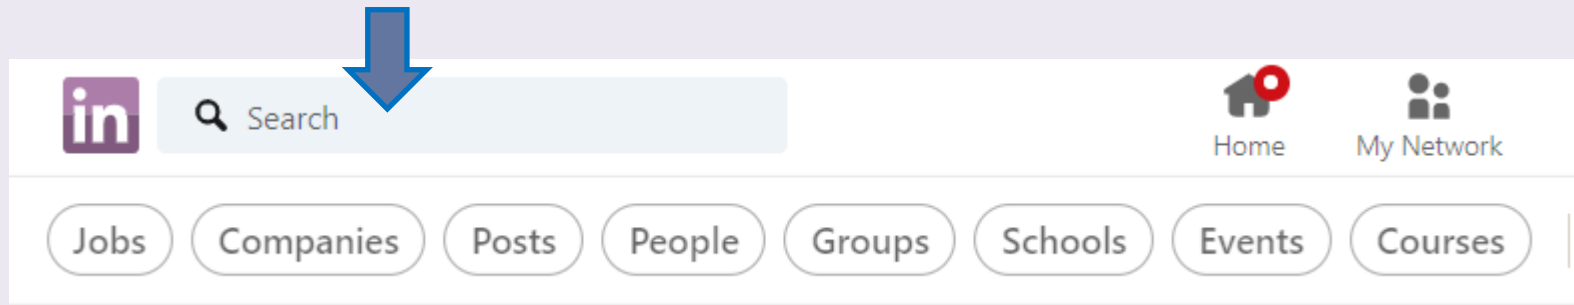 in Search
Home My Network
Jobs Companies Posts People Groups Schools Events Courses